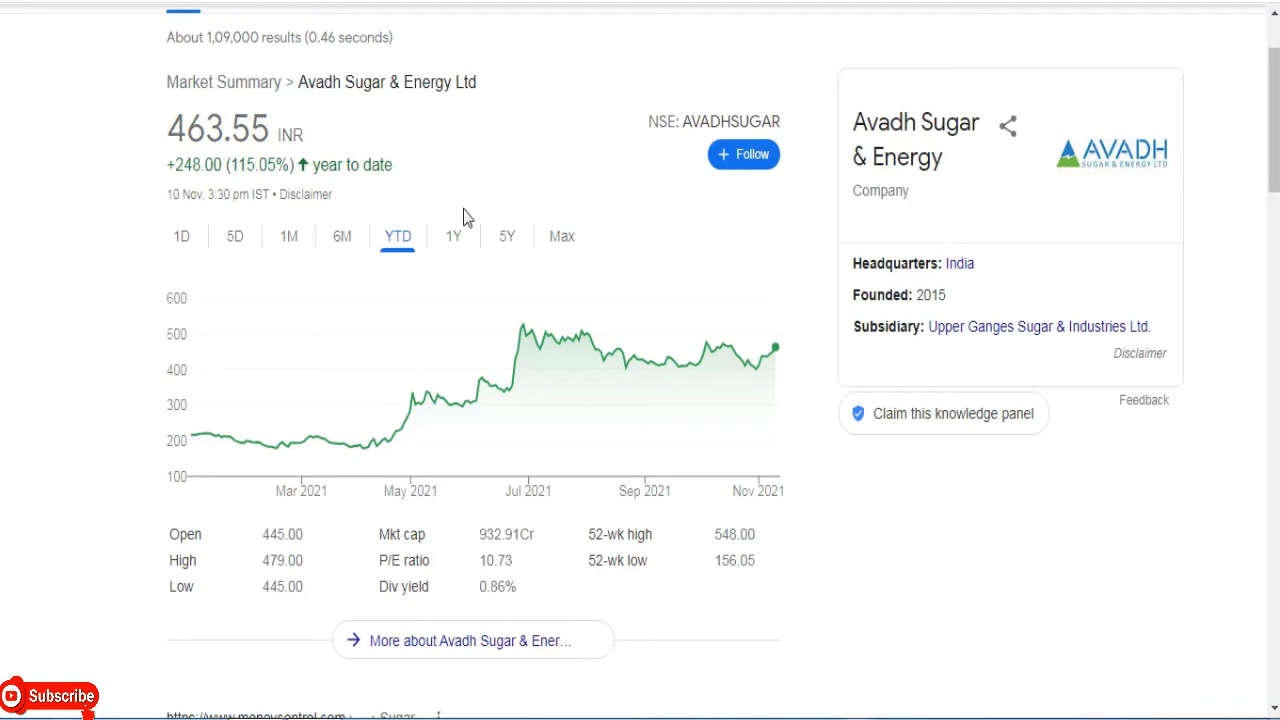 About 1,09,000 results (0.46 seconds)
Market Summary > Avadh Sugar & Energy Ltd
463.55 INR
NSE: AVADHSUGAR
+ Follow
+248.00 (115.05%) ↑ year to date
10 Nov, 3:30 pm IST • Disclaimer
1D 5D 1M 6M YTD 1Y 5Y Max
600
500
400
300
200
100
Mar 2021 May 2021 Jul 2021 Sep 2021 Nov 2021
Open 445.00 Mkt cap 932.91Cr 52-wk high 548.00
High 479.00 P/E ratio 10.73 52-wk low 156.05
Low 445.00 Div yield 0.86%
More about Avadh Sugar & Ener...
https://www.moneycontrol.com › Sugar
Avadh Sugar
& Energy
Company
AVADH
SUGAR & ENERGY LTD
Headquarters: India
Founded: 2015
Subsidiary: Upper Ganges Sugar & Industries Ltd.
Disclaimer
Feedback
Claim this knowledge panel
Subscribe